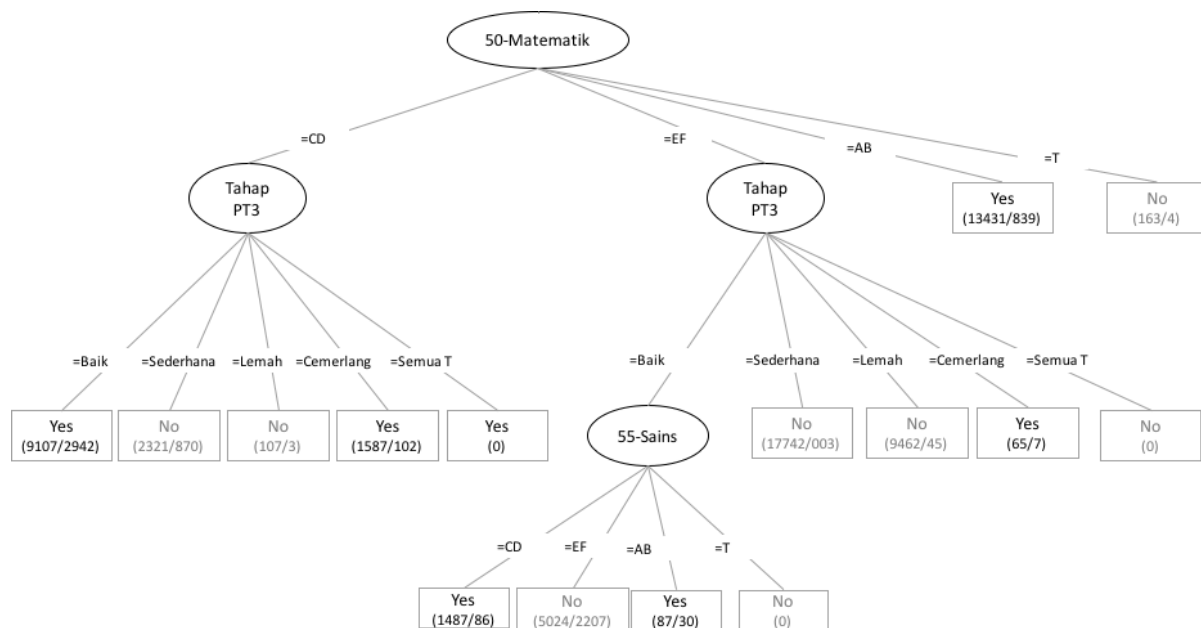 50-Matematik
=CD
=EF
=AB
=T
Tahap
PT3
Tahap
PT3
Yes
(13431/839)
No
(163/4)
=Baik
=Sederhana
=Lemah
=Cemerlang
=Semua T
=Baik
=Sederhana
=Lemah
=Cemerlang
=Semua T
Yes
(9107/2942)
No
(2321/870)
No
(107/3)
Yes
(1587/102)
Yes
(0)
55-Sains
No
(17742/003)
No
(9462/45)
Yes
(65/7)
No
(0)
=CD
=EF
=AB
=T
Yes
(1487/86)
No
(5024/2207)
Yes
(87/30)
No
(0)